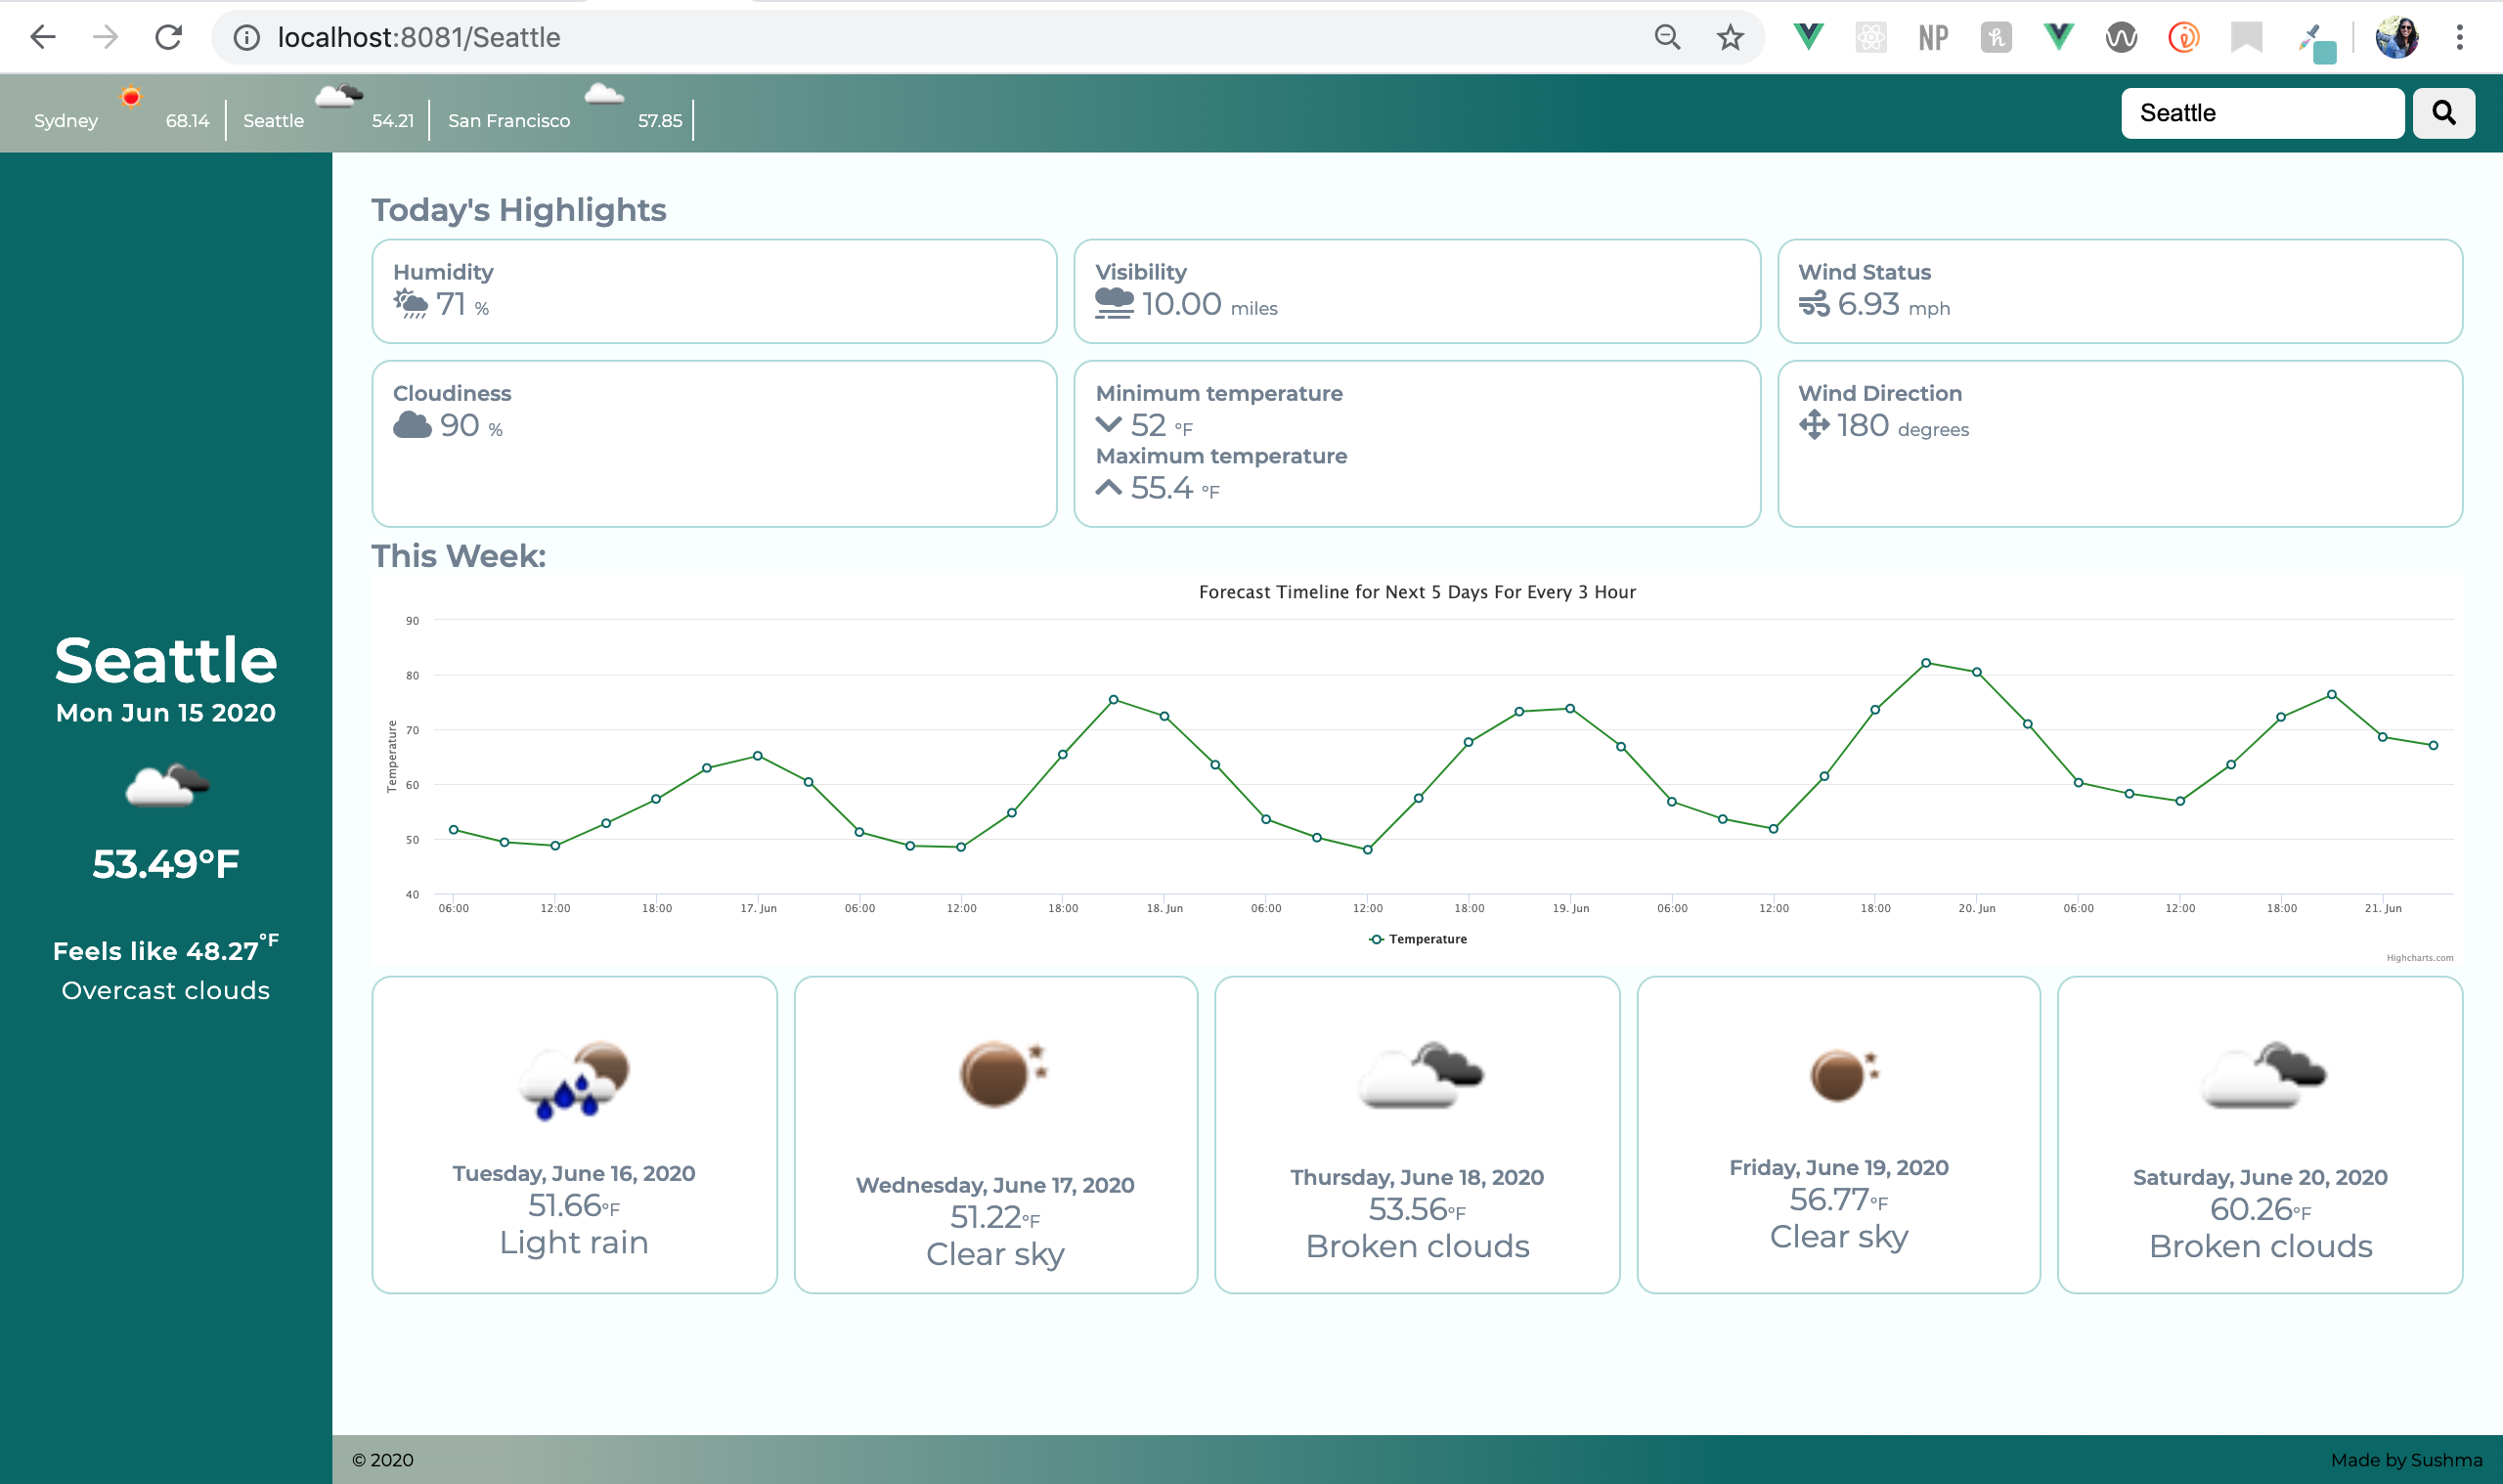 localhost:8081/Seattle
NP
Sydney 68.14 Seattle 54.21 San Francisco 57.85
Seattle
Today's Highlights
Humidity
71 %
Visibility
10.00 miles
Wind Status
6.93 mph
Cloudiness
90 %
Minimum temperature
52 °F
Maximum temperature
55.4 °F
Wind Direction
180 degrees
Seattle
Mon Jun 15 2020
53.49°F
Feels like 48.27°F
Overcast clouds
This Week:
Forecast Timeline for Next 5 Days For Every 3 Hour
Temperature
90
80
70
60
50
40
06:00 12:00 18:00 17. Jun 06:00 12:00 18:00 18. Jun 06:00 12:00 18:00 19. Jun 06:00 12:00 18:00 20. Jun 06:00 12:00 18:00 21. Jun
Temperature
Highcharts.com
Tuesday, June 16, 2020
51.66°F
Light rain
Wednesday, June 17, 2020
51.22°F
Clear sky
Thursday, June 18, 2020
53.56°F
Broken clouds
Friday, June 19, 2020
56.77°F
Clear sky
Saturday, June 20, 2020
60.26°F
Broken clouds
© 2020
Made by Sushma